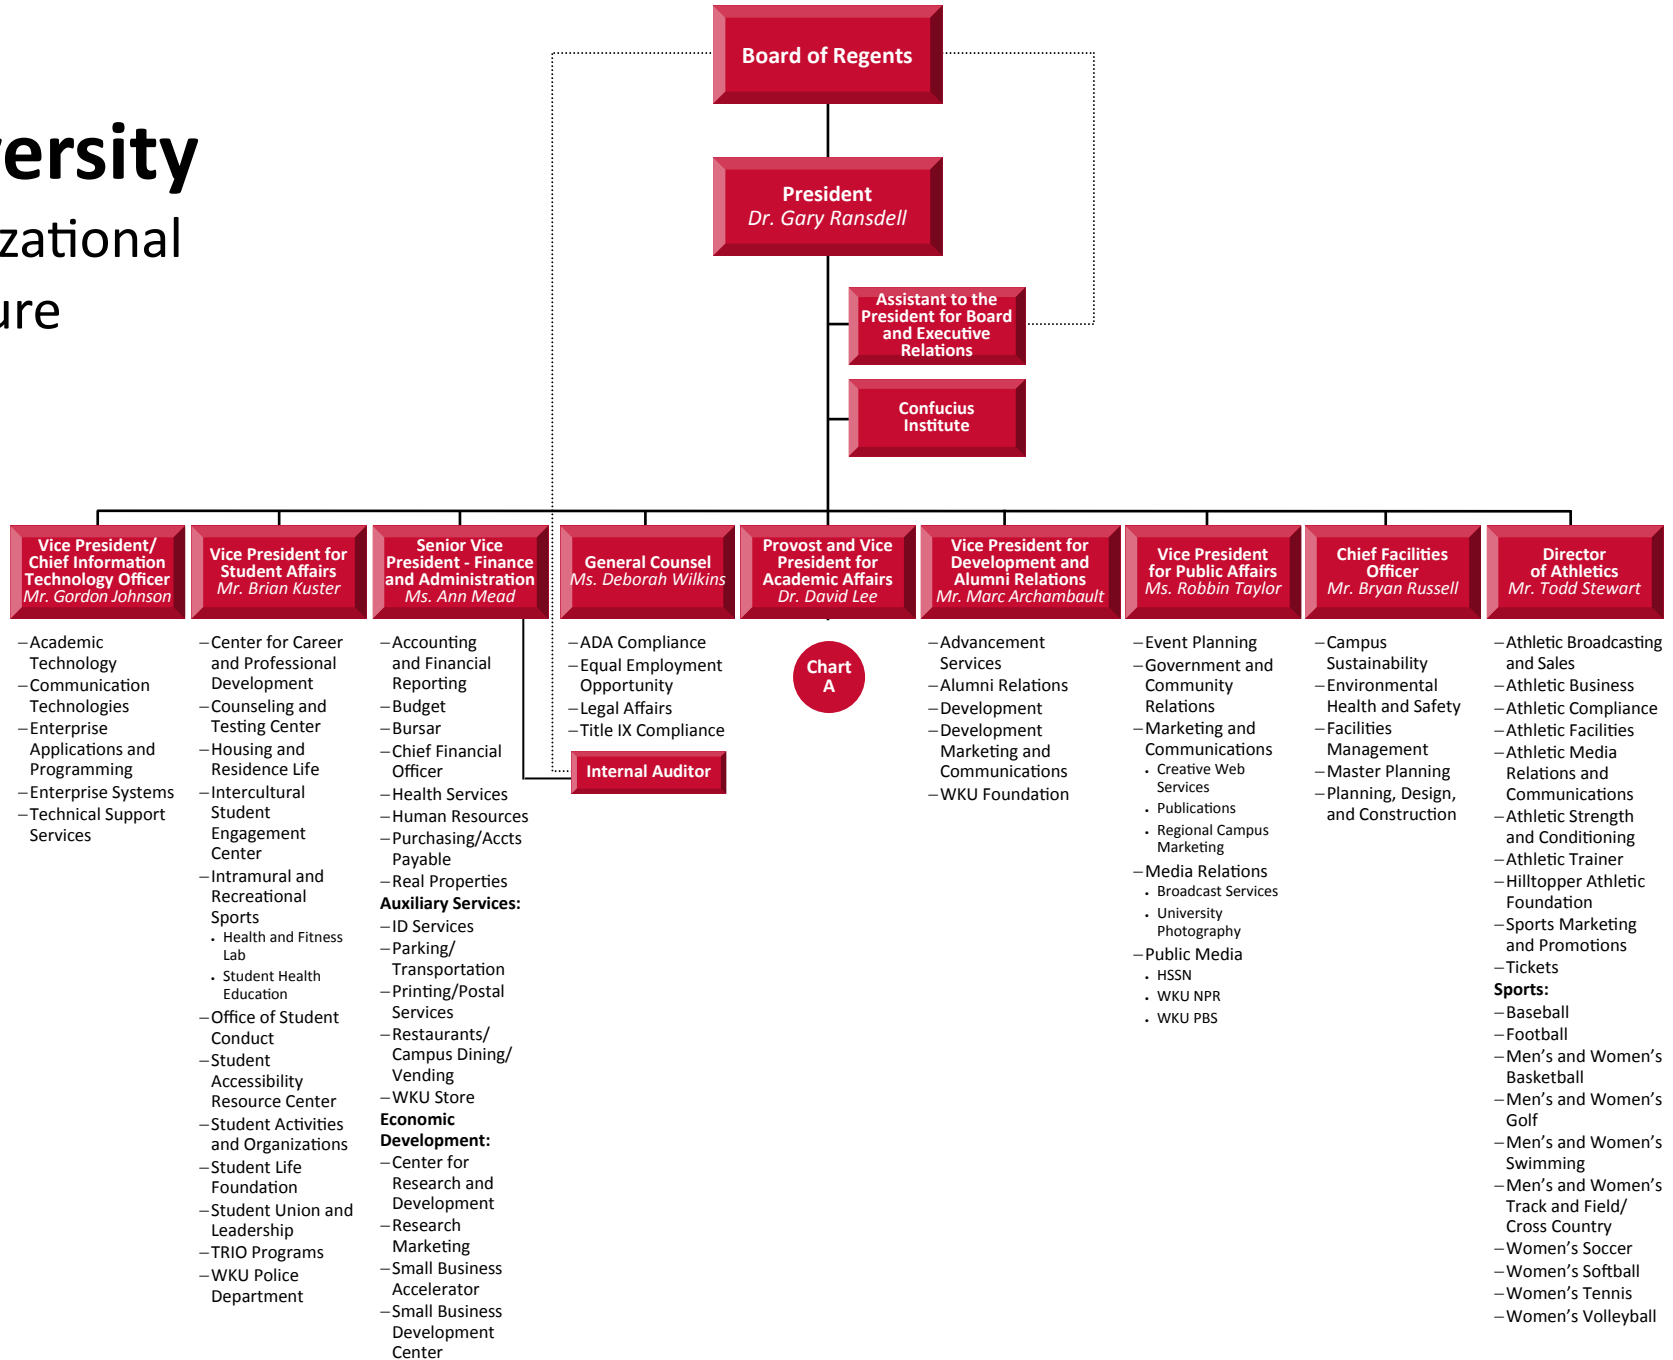 Board of Regents
ersity
zational
ure
President
Dr. Gary Ransdell
Assistant to the
President for Board
and Executive
Relations
Confucius
Institute
Vice President/
Chief Information
Technology Officer
Mr. Gordon Johnson
–Academic
Technology
–Communication
Technologies
–Enterprise
Applications and
Programming
–Enterprise Systems
–Technical Support
Services
Vice President for
Student Affairs
Mr. Brian Kuster
–Center for Career
and Professional
Development
–Counseling and
Testing Center
–Housing and
Residence Life
–Intercultural
Student
Engagement
Center
–Intramural and
Recreational
Sports
• Health and Fitness
Lab
• Student Health
Education
–Office of Student
Conduct
–Student
Accessibility
Resource Center
–Student Activities
and Organizations
–Student Life
Foundation
–Student Union and
Leadership
–TRIO Programs
–WKU Police
Department
Senior Vice
President - Finance
and Administration
Ms. Ann Mead
–Accounting
and Financial
Reporting
–Budget
–Bursar
–Chief Financial
Officer
–Health Services
–Human Resources
–Purchasing/Accts
Payable
–Real Properties
Auxiliary Services:
–ID Services
–Parking/
Transportation
–Printing/Postal
Services
–Restaurants/
Campus Dining/
Vending
–WKU Store
Economic
Development:
–Center for
Research and
Development
–Research
Marketing
–Small Business
Accelerator
–Small Business
Development
Center
General Counsel
Ms. Deborah Wilkins
–ADA Compliance
–Equal Employment
Opportunity
–Legal Affairs
–Title IX Compliance
Internal Auditor
Provost and Vice
President for
Academic Affairs
Dr. David Lee
Chart
A
Vice President for
Development and
Alumni Relations
Mr. Marc Archambault
–Advancement
Services
–Alumni Relations
–Development
–Development
Marketing and
Communications
–WKU Foundation
Vice President
for Public Affairs
Ms. Robbin Taylor
–Event Planning
–Government and
Community
Relations
–Marketing and
Communications
• Creative Web
Services
• Publications
• Regional Campus
Marketing
–Media Relations
• Broadcast Services
• University
Photography
–Public Media
• HSSN
• WKU NPR
• WKU PBS
Chief Facilities
Officer
Mr. Bryan Russell
–Campus
Sustainability
–Environmental
Health and Safety
–Facilities
Management
–Master Planning
–Planning, Design,
and Construction
Director
of Athletics
Mr. Todd Stewart
–Athletic Broadcasting
and Sales
–Athletic Business
–Athletic Compliance
–Athletic Facilities
–Athletic Media
Relations and
Communications
–Athletic Strength
and Conditioning
–Athletic Trainer
–Hilltopper Athletic
Foundation
–Sports Marketing
and Promotions
–Tickets
Sports:
–Baseball
–Football
–Men's and Women's
Basketball
–Men's and Women's
Golf
–Men's and Women's
Swimming
–Men's and Women's
Track and Field/
Cross Country
–Women's Soccer
–Women's Softball
–Women's Tennis
–Women's Volleyball